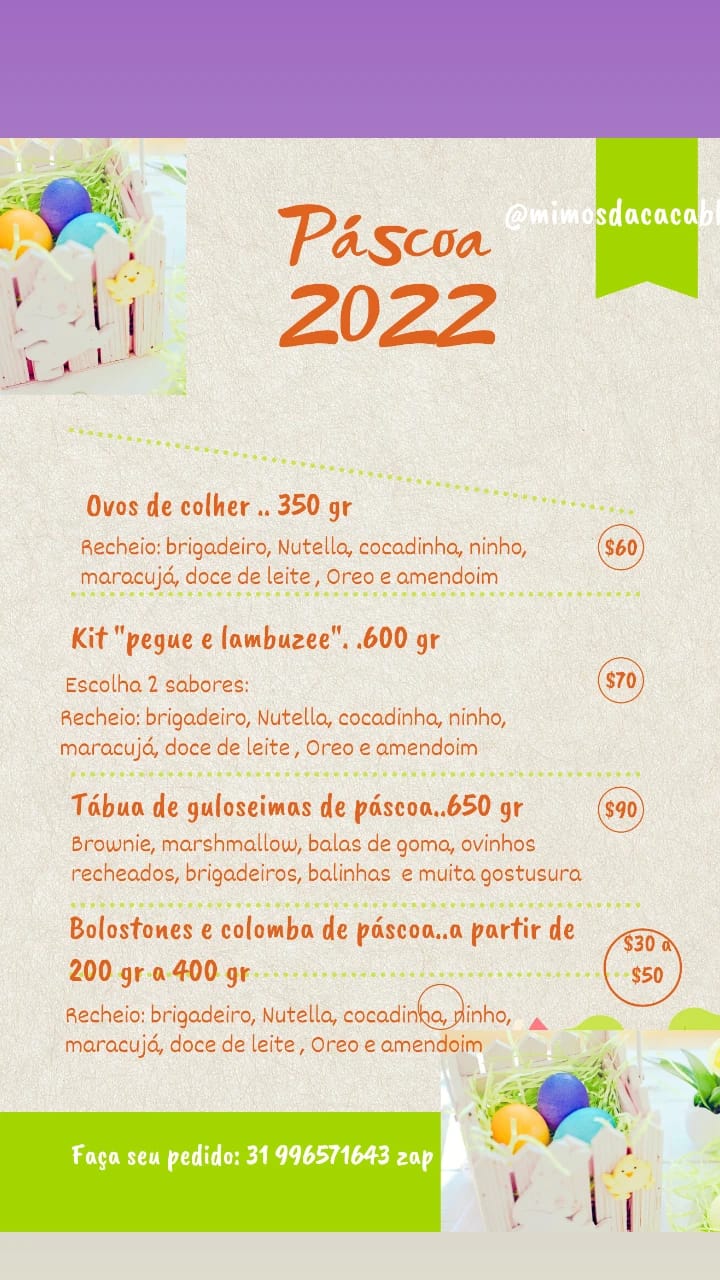 @mimosdacacab
Páscoa
2022
Ovos de colher .. 350 gr
Recheio: brigadeiro, Nutella, cocadinha, ninho,
maracujá, doce de leite , Oreo e amendoim
$60
Kit "pegue e lambuzee". .600 gr
Escolha 2 sabores:
Recheio: brigadeiro, Nutella, cocadinha, ninho,
maracujá, doce de leite , Oreo e amendoim
$70
Tábua de guloseimas de páscoa..650 gr
Brownie, marshmallow, balas de goma, ovinhos
recheados, brigadeiros, balinhas e muita gostusura
$90
Bolostones e colomba de páscoa..a partir de
200 gr a 400 gr
$30 a
$50
Recheio: brigadeiro, Nutella, cocadinha, ninho,
maracujá, doce de leite , Oreo e amendoim
Faça seu pedido: 31 996571643 zap